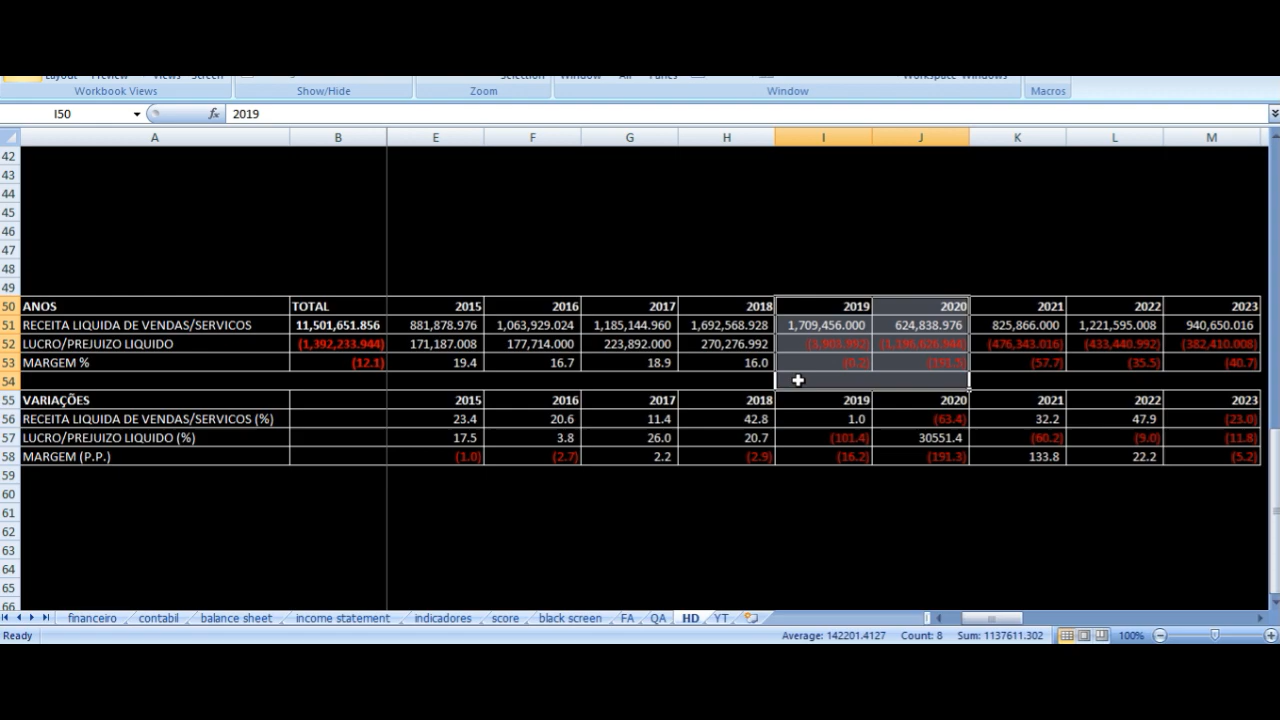 Workbook Views Show/Hide Zoom Window Macros
I50 fx 2019
A B E F G H I J K L M
42
43
44
45
46
47
48
49
50 ANOS TOTAL 2015 2016 2017 2018 2019 2020 2021 2022 2023
51 RECEITA LIQUIDA DE VENDAS/SERVICOS 11,501,651.856 881,878.976 1,063,929.024 1,185,144.960 1,692,568.928 1,709,456.000 624,838.976 825,866.000 1,221,595.008 940,650.016
52 LUCRO/PREJUIZO LIQUIDO (1,392,233.944) 171,187.008 177,714.000 223,892.000 270,276.992 (3,903.992) (1,196,626.944) (476,343.016) (433,440.992) (382,410.008)
53 MARGEM % (12.1) 19.4 16.7 18.9 16.0 (0.2) (191.5) (57.7) (35.5) (40.7)
54
55 VARIAÇÕES 2015 2016 2017 2018 2019 2020 2021 2022 2023
56 RECEITA LIQUIDA DE VENDAS/SERVICOS (%) 23.4 20.6 11.4 42.8 1.0 (63.4) 32.2 47.9 (23.0)
57 LUCRO/PREJUIZO LIQUIDO (%) 17.5 3.8 26.0 20.7 (101.4) 30551.4 (60.2) (9.0) (11.8)
58 MARGEM (P.P.) (1.0) (2.7) 2.2 (2.9) (16.2) (191.3) 133.8 22.2 (5.2)
59
60
61
62
63
64
65
66
financeiro contabil balance sheet income statement indicadores score black screen FA QA HD YT
Ready Average: 142201.4127 Count: 8 Sum: 1137611.302 100%